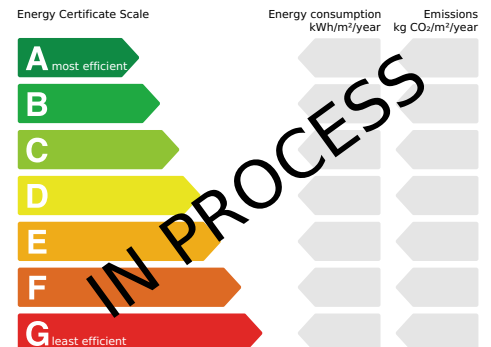 Energy Certificate Scale
Energy consumption
kWh/m²/year
Emissions
kg CO₂/m²/year
A most efficient
B
C
D
E
F
G least efficient
IN PROCESS